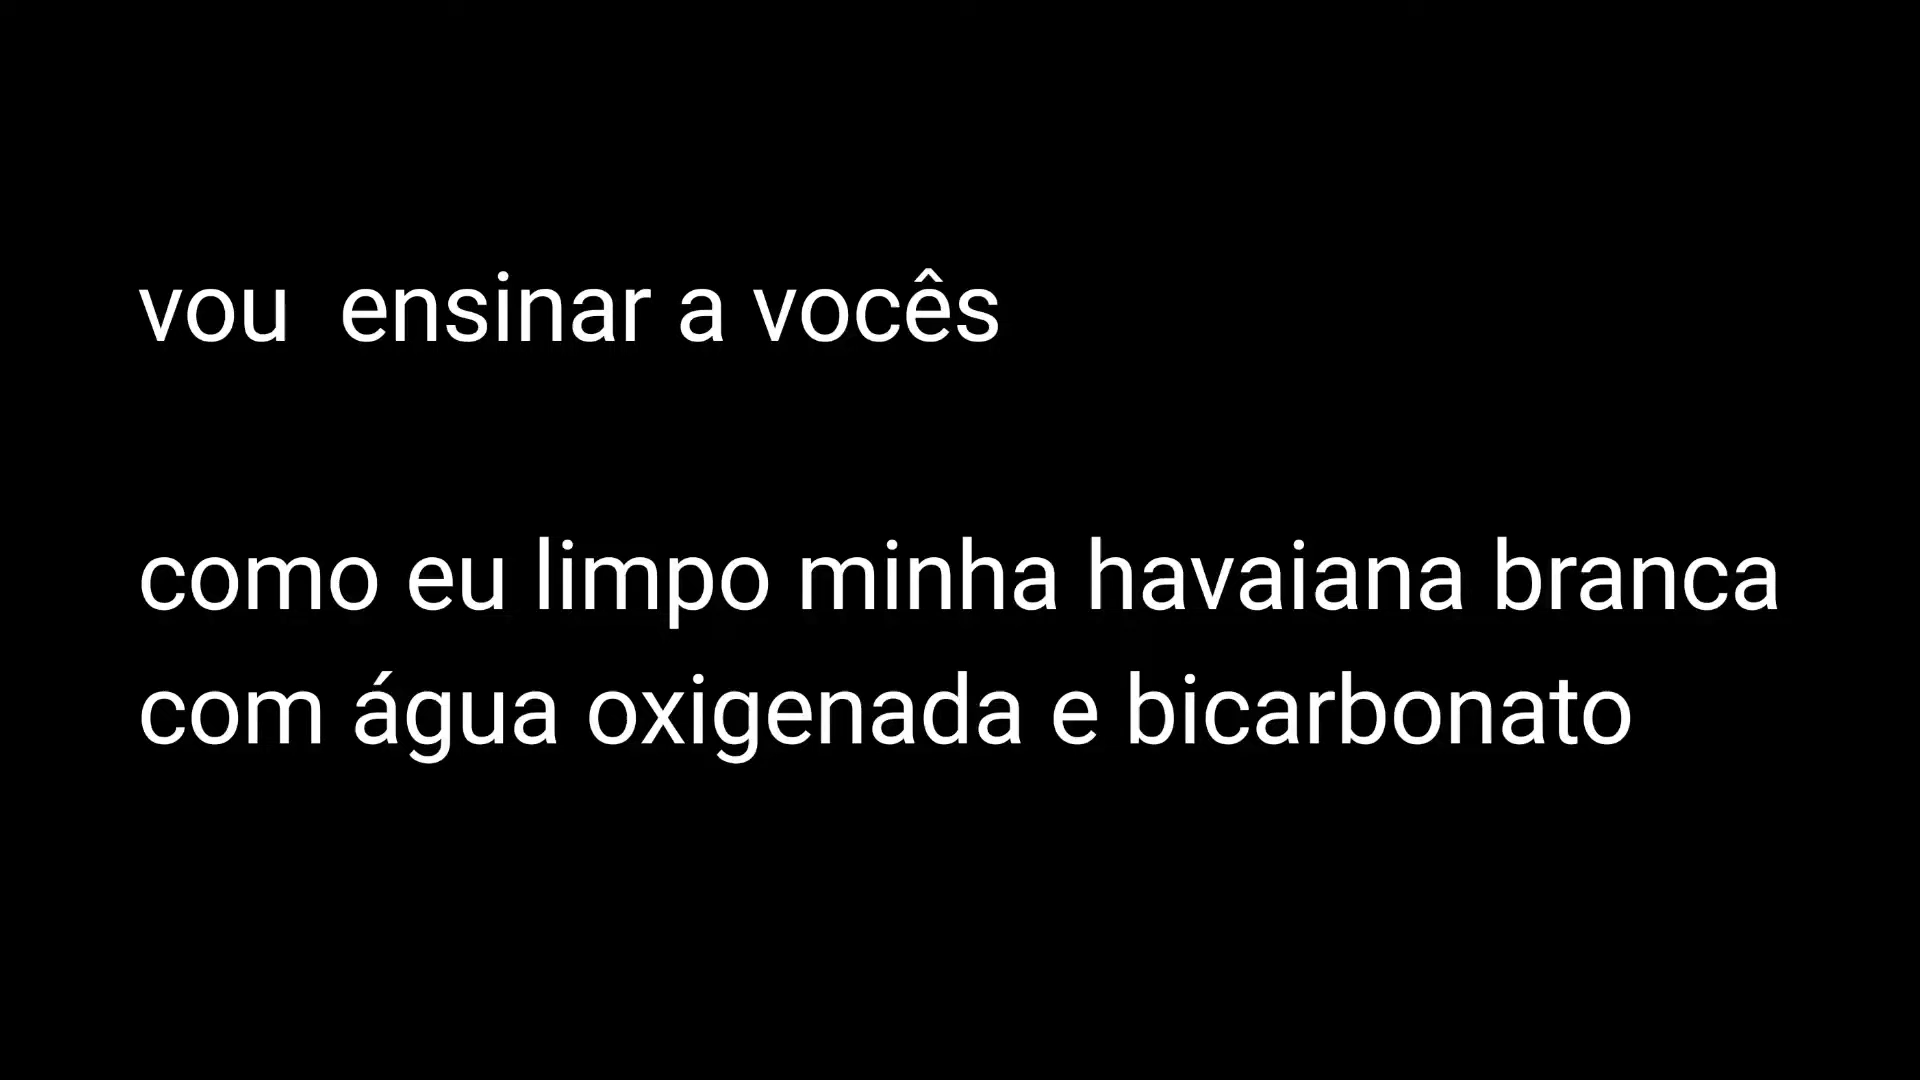 vou  ensinar a vocês
como eu limpo minha havaiana branca
com água oxigenada e bicarbonato